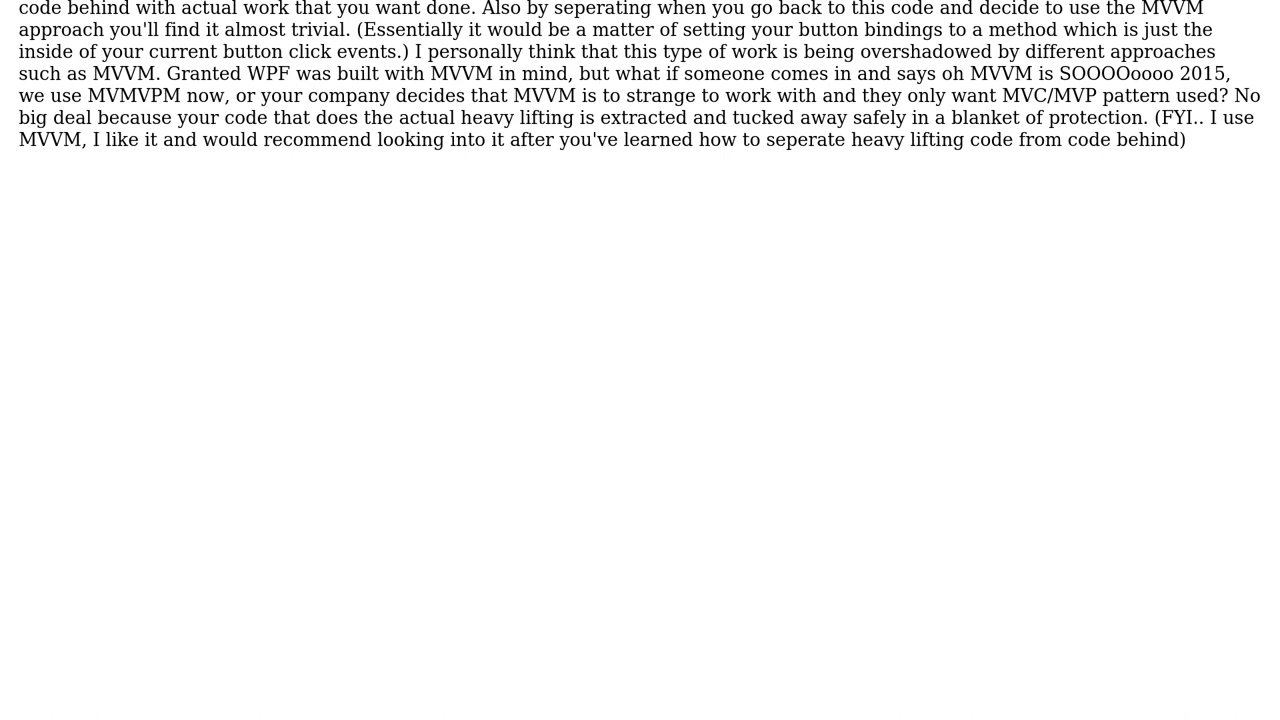 code behind with actual work that you want done. Also by seperating when you go back to this code and decide to use the MVVM
approach you'll find it almost trivial. (Essentially it would be a matter of setting your button bindings to a method which is just the
inside of your current button click events.) I personally think that this type of work is being overshadowed by different approaches
such as MVVM. Granted WPF was built with MVVM in mind, but what if someone comes in and says oh MVVM is SOOOOoooo 2015,
we use MVMVPM now, or your company decides that MVVM is to strange to work with and they only want MVC/MVP pattern used? No
big deal because your code that does the actual heavy lifting is extracted and tucked away safely in a blanket of protection. (FYI.. I use
MVVM, I like it and would recommend looking into it after you've learned how to seperate heavy lifting code from code behind)